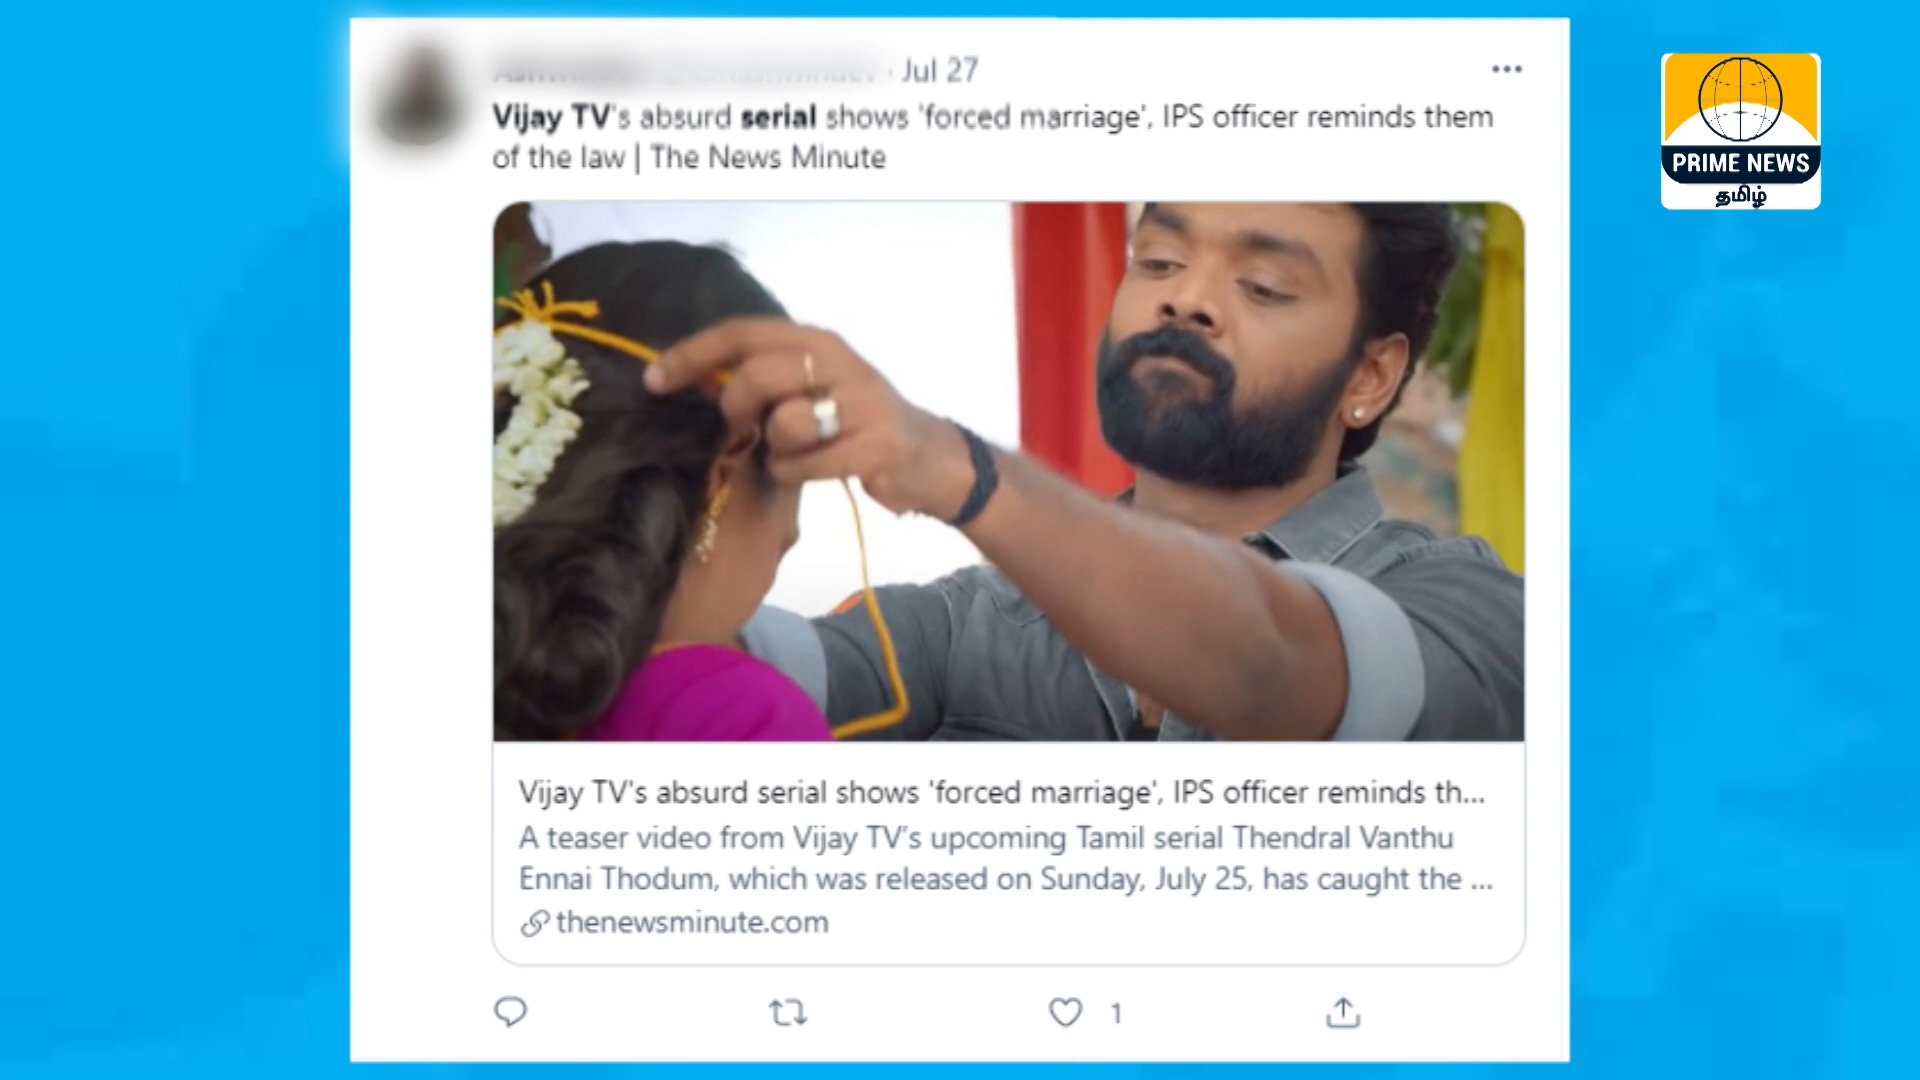 Jul 27
Vijay TV's absurd serial shows 'forced marriage', IPS officer reminds them
of the law | The News Minute
PRIME NEWS
தமிழ்
Vijay TV's absurd serial shows 'forced marriage', IPS officer reminds th...
A teaser video from Vijay TV's upcoming Tamil serial Thendral Vanthu
Ennai Thodum, which was released on Sunday, July 25, has caught the ...
thenewsminute.com
1